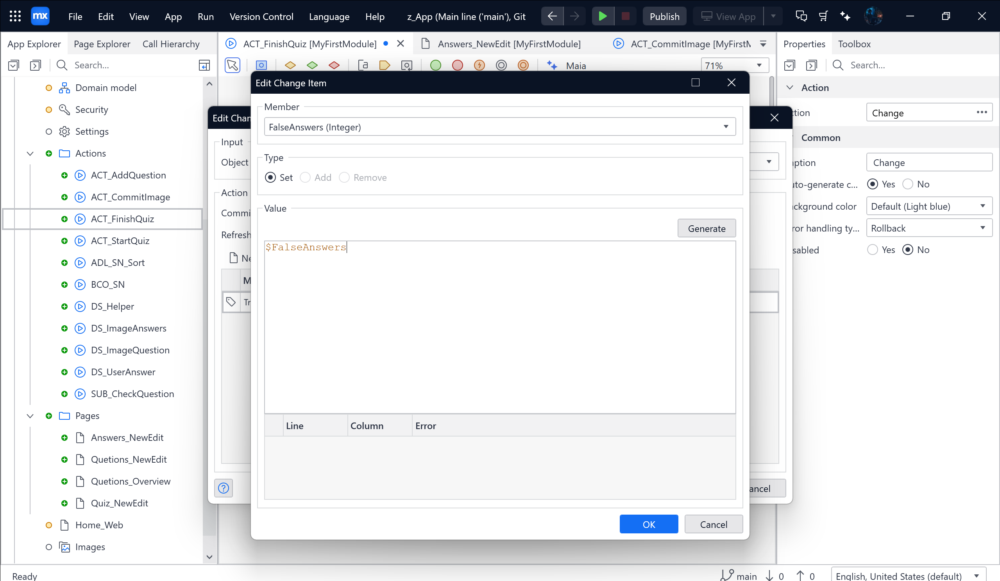 mx File Edit View App Run Version Control Language Help z_App (Main line ('main'), Git Publish View App
App Explorer Page Explorer Call Hierarchy
ACT_FinishQuiz [MyFirstModule] Answers_NewEdit [MyFirstModule] ACT_CommitImage [MyFirstM
Properties Toolbox
Search...
Maia 71%
Search...
Domain model
Security
Settings
Actions
ACT_AddQuestion
ACT_CommitImage
ACT_FinishQuiz
ACT_StartQuiz
ADL_SN_Sort
BCO_SN
DS_Helper
DS_ImageAnswers
DS_ImageQuestion
DS_UserAnswer
SUB_CheckQuestion
Pages
Answers_NewEdit
Quetions_NewEdit
Quetions_Overview
Quiz_NewEdit
Home_Web
Images
Edit Chan
Input
Object
Action
Commi
Refresh
Ne
M
Tr
ancel
Edit Change Item
Member
FalseAnswers (Integer)
Type
Set Add Remove
Value
Generate
$FalseAnswers
Line Column Error
OK Cancel
Action
ction Change
Common
aption Change
uto-generate c... Yes No
ckground color Default (Light blue)
ror handling ty... Rollback
sabled Yes No
Ready main 0 0 English, United States (default)